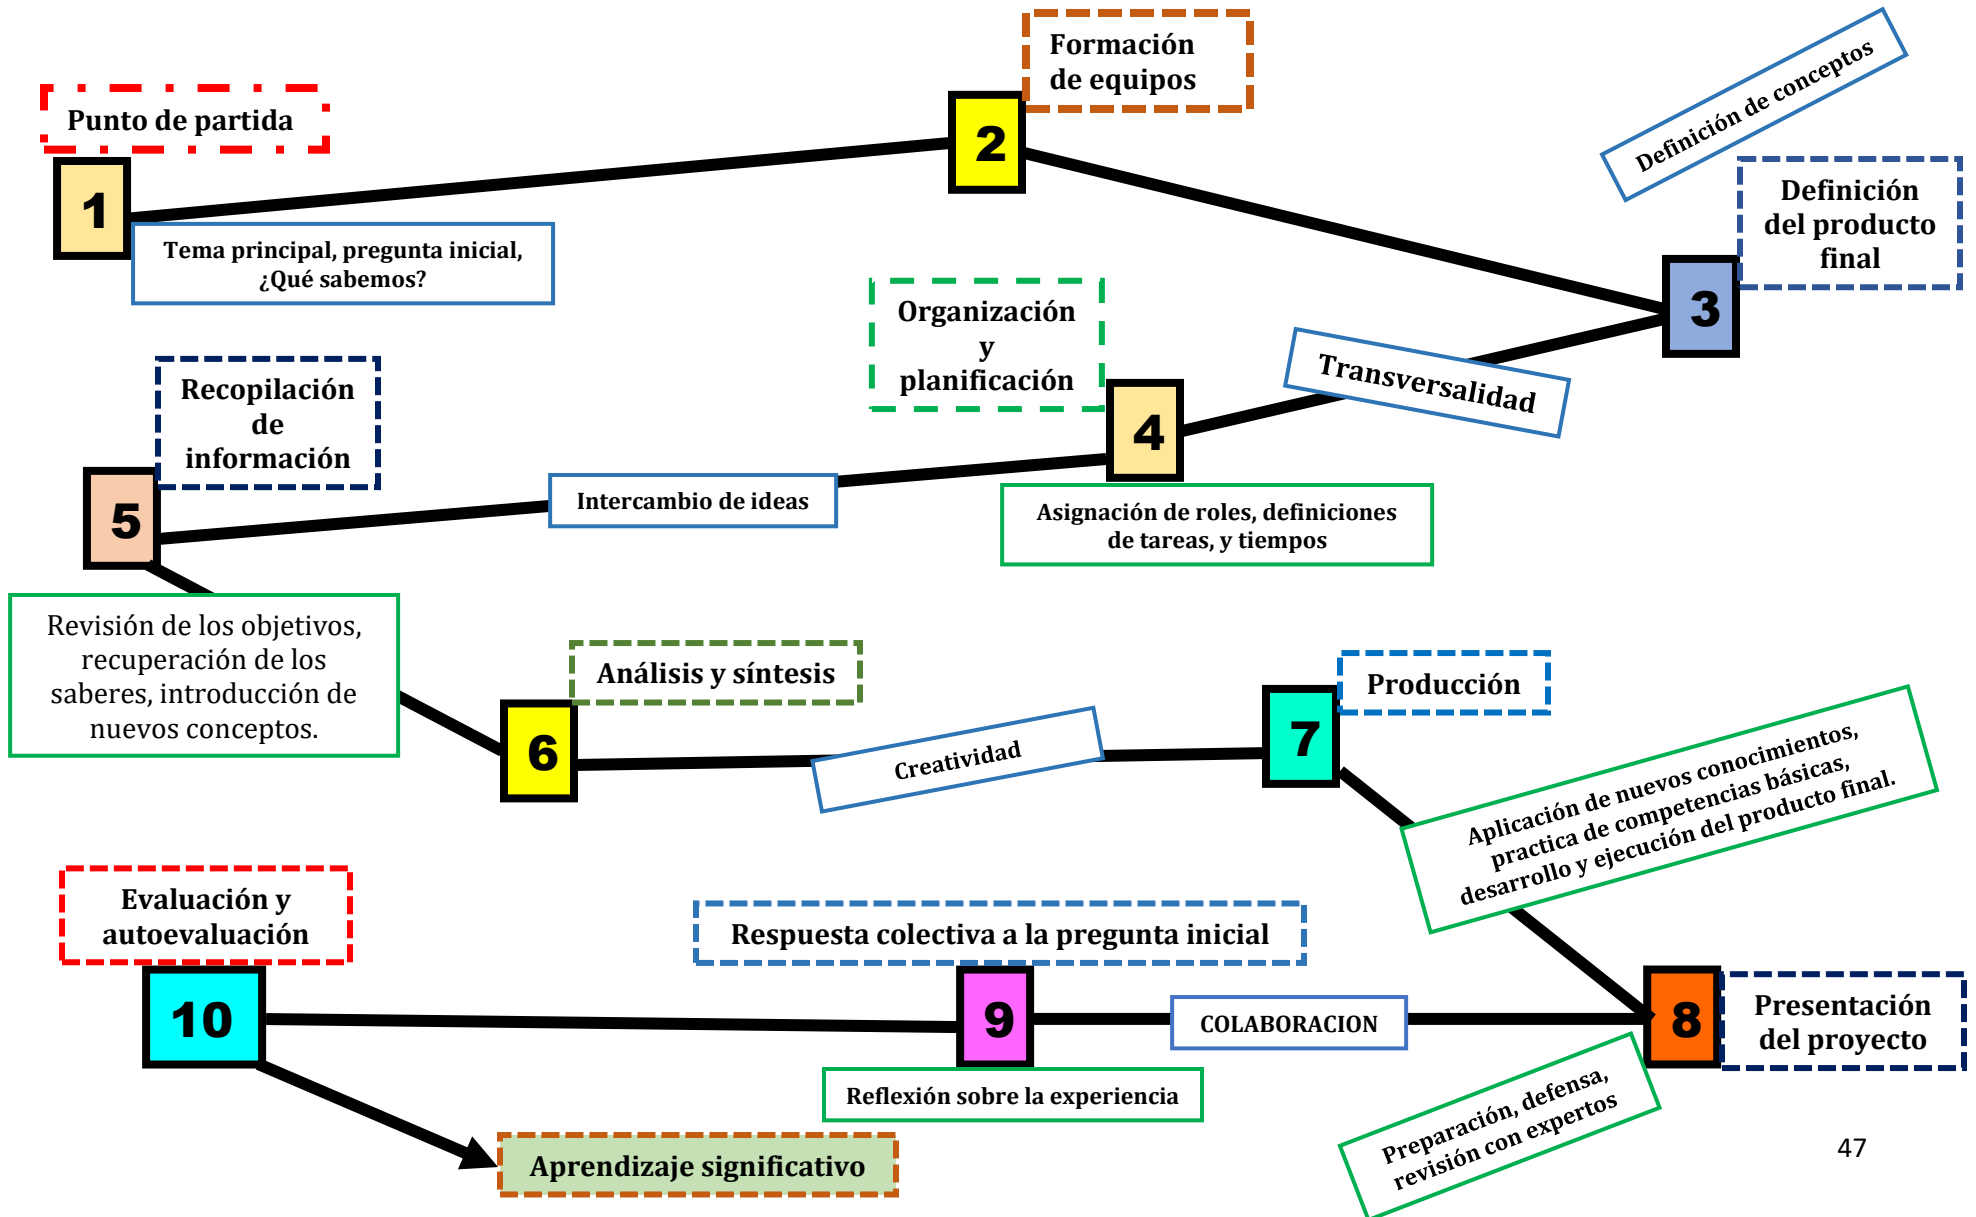 Punto de partida
1
Tema principal, pregunta inicial,
¿Qué sabemos?
Formación
de equipos
2
Definición de conceptos
Definición
del producto
final
3
Transversalidad
Organización
y
planificación
4
Asignación de roles, definiciones
de tareas, y tiempos
Intercambio de ideas
Recopilación
de
información
5
Revisión de los objetivos,
recuperación de los
saberes, introducción de
nuevos conceptos.
Análisis y síntesis
6
Creatividad
Producción
7
Aplicación de nuevos conocimientos,
practica de competencias básicas,
desarrollo y ejecución del producto final.
Presentación
del proyecto
8
Preparación, defensa,
revisión con expertos
COLABORACION
Respuesta colectiva a la pregunta inicial
9
Reflexión sobre la experiencia
Evaluación y
autoevaluación
10
Aprendizaje significativo
47